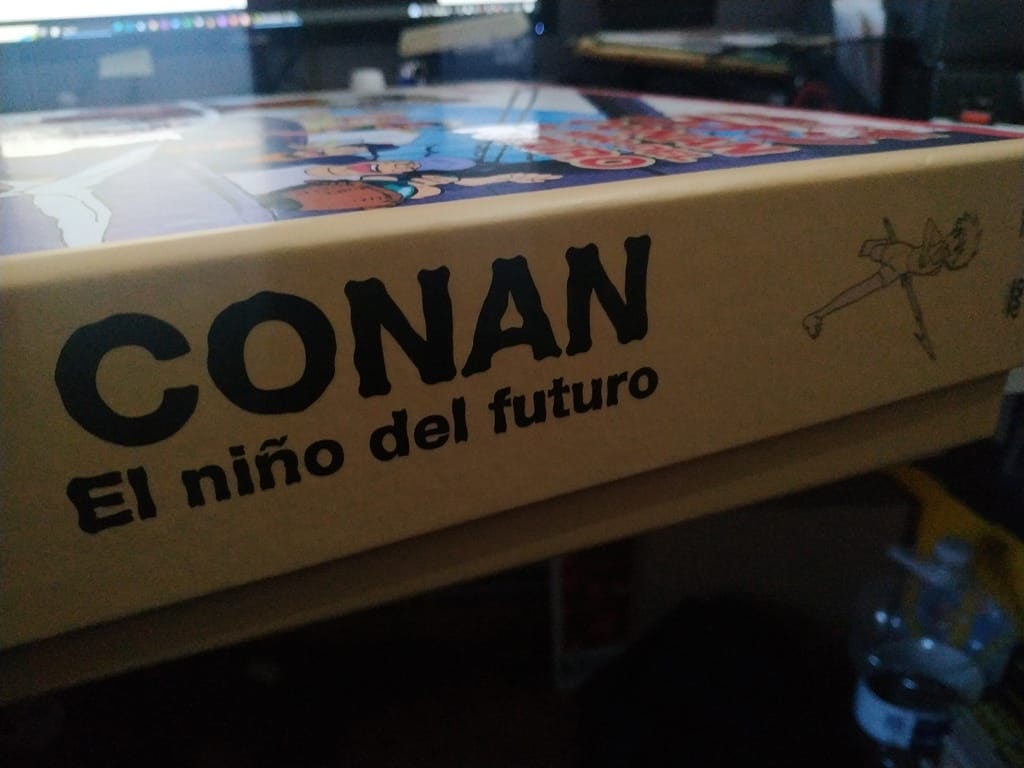 CONAN
El niño del futuro